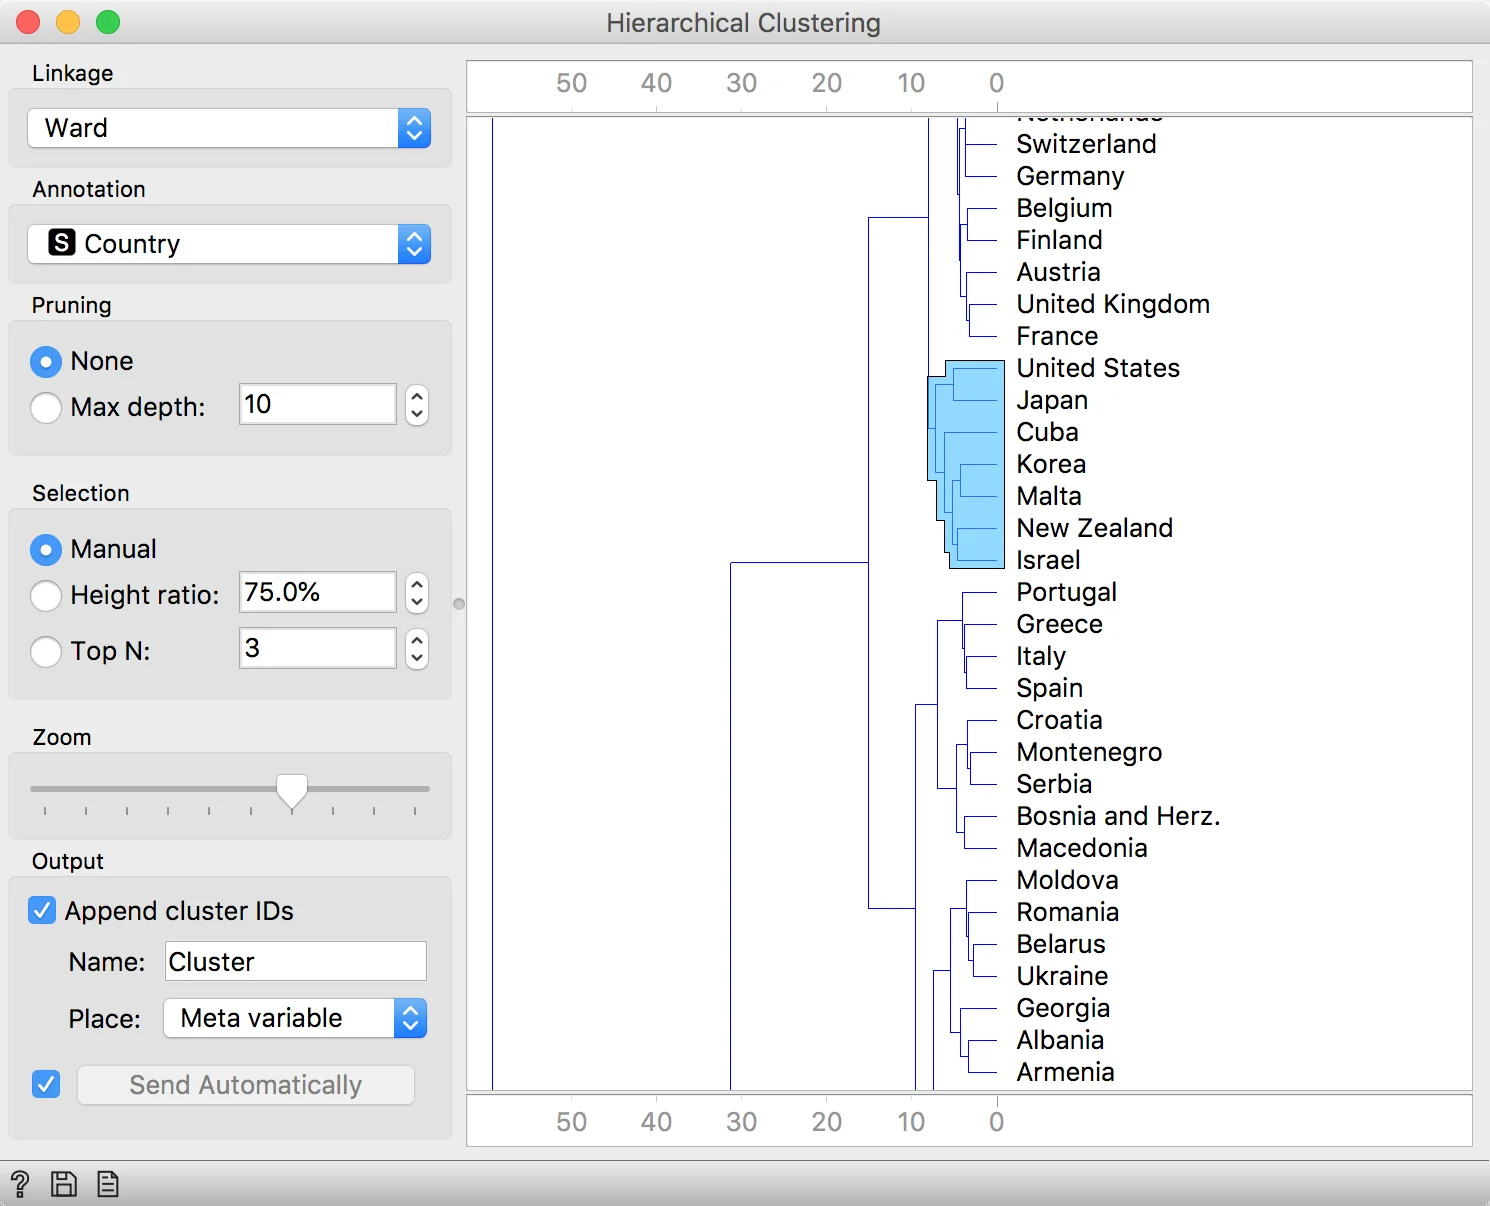 Hierarchical Clustering
Linkage
Ward
Annotation
S Country
Pruning
None
Max depth: 10
Selection
Manual
Height ratio: 75.0%
Top N: 3
Zoom
Output
Append cluster IDs
Name: Cluster
Place: Meta variable
Send Automatically
50 40 30 20 10 0
Netherlands
Switzerland
Germany
Belgium
Finland
Austria
United Kingdom
France
United States
Japan
Cuba
Korea
Malta
New Zealand
Israel
Portugal
Greece
Italy
Spain
Croatia
Montenegro
Serbia
Bosnia and Herz.
Macedonia
Moldova
Romania
Belarus
Ukraine
Georgia
Albania
Armenia
50 40 30 20 10 0
?